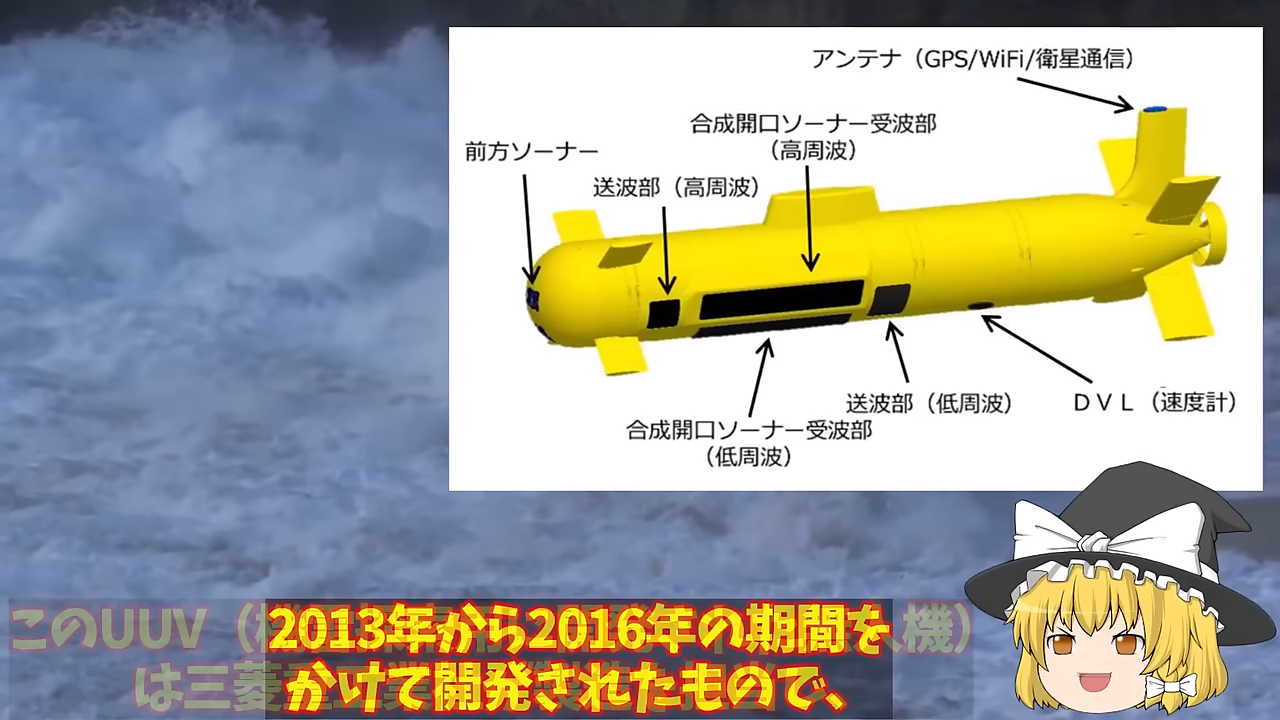 アンテナ（GPS/WiFi/衛星通信）
合成開口ソーナー受波部
（高周波）
前方ソーナー
送波部（高周波）
送波部（低周波）
ＤＶＬ（速度計）
合成開口ソーナー受波部
（低周波）
このUUV（
機）
2013年から2016年の期間を
は三菱
かけて開発されたもので、